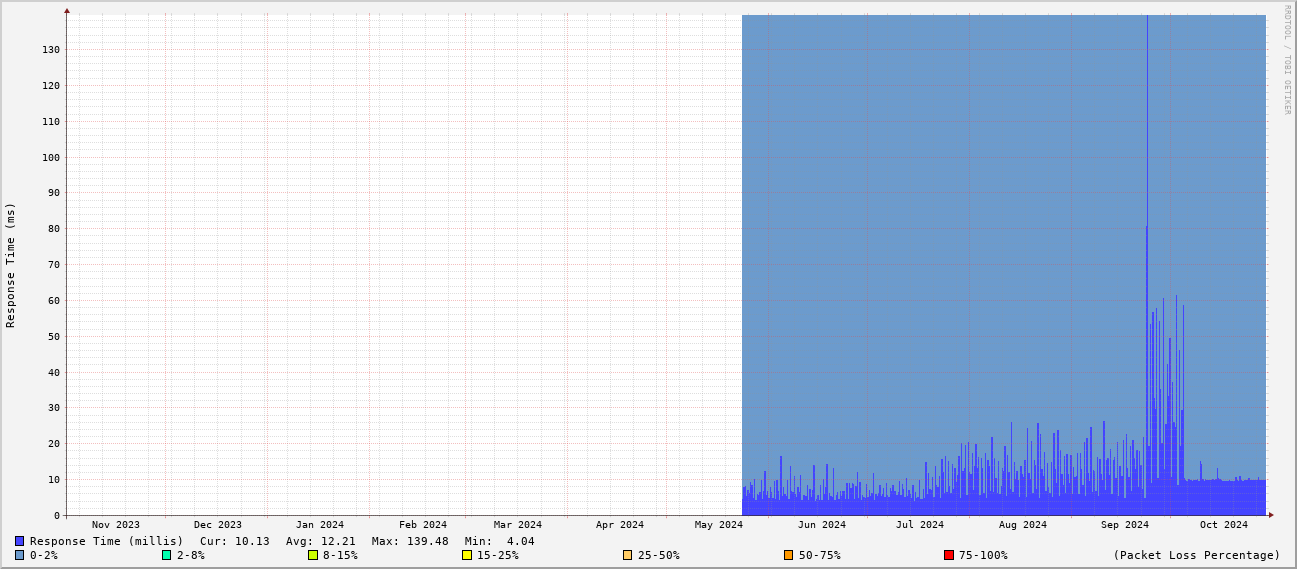 RRDTOOL / TOBI OETIKER
Response Time (ms)
130
120
110
100
90
80
70
60
50
40
30
20
10
0
Nov 2023 Dec 2023 Jan 2024 Feb 2024 Mar 2024 Apr 2024 May 2024 Jun 2024 Jul 2024 Aug 2024 Sep 2024 Oct 2024
Response Time (millis) Cur: 10.13 Avg: 12.21 Max: 139.48 Min: 4.04
0-2% 2-8% 8-15% 15-25% 25-50% 50-75% 75-100% (Packet Loss Percentage)